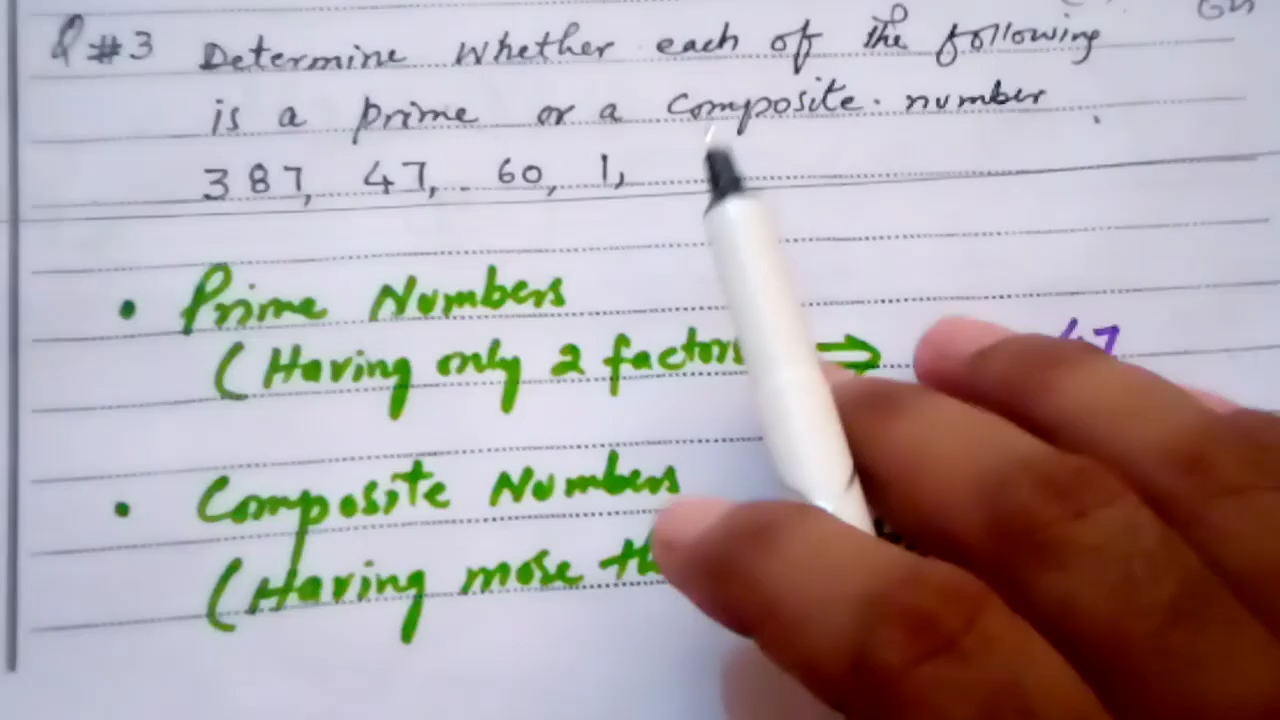 Q#3 Determine Whether each of the following
is a prime or a composite. number
387, 47, 60, 1,
• Prime Numbers
(Having only 2 factors ⇒ 47
• Composite Numbers
(Having more